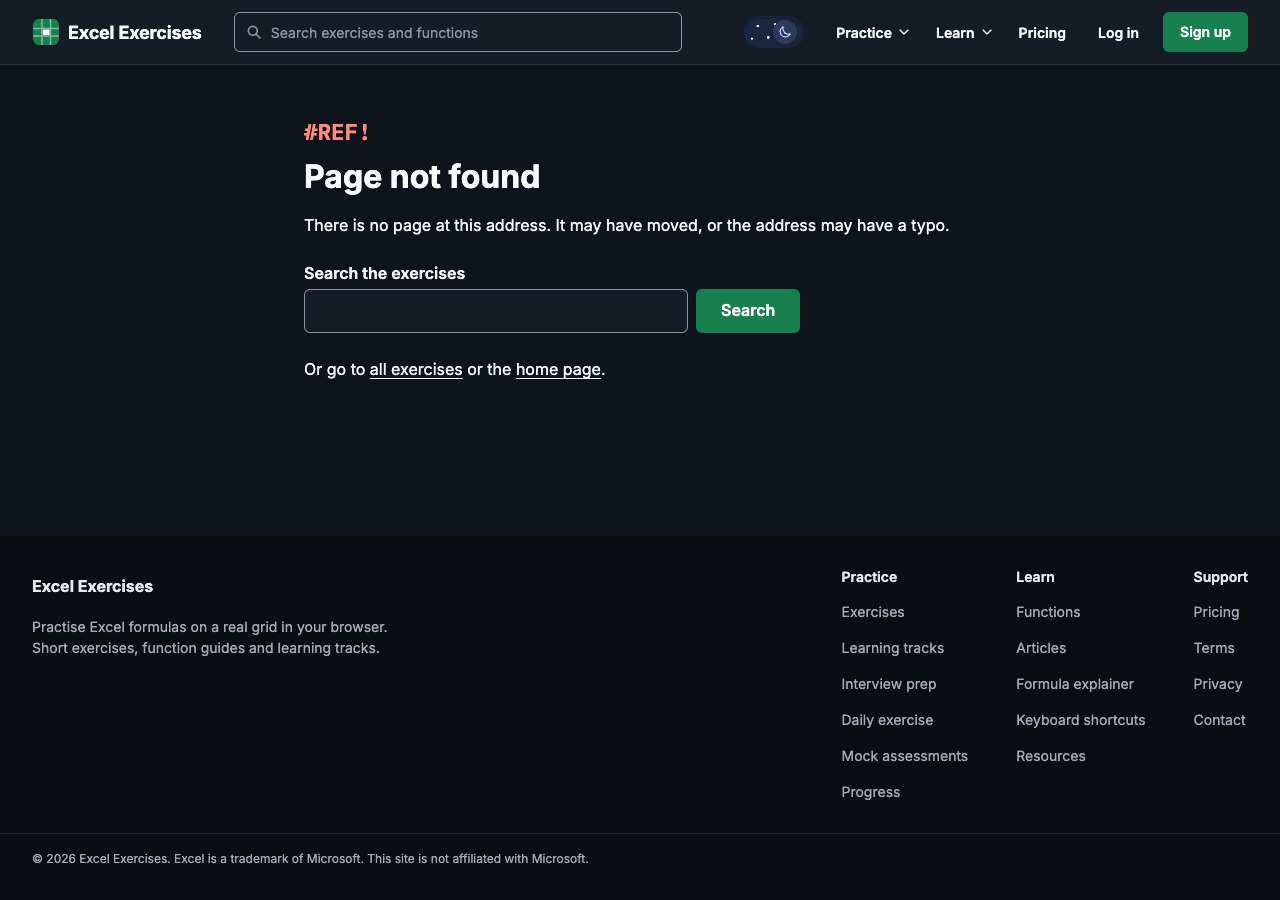 Excel Exercises
Search exercises and functions
Practice
Learn
Pricing
Log in
Sign up
#REF!
Page not found
There is no page at this address. It may have moved, or the address may have a typo.
Search the exercises
Search
Or go to all exercises or the home page.
Excel Exercises
Practise Excel formulas on a real grid in your browser.
Short exercises, function guides and learning tracks.
Practice
Exercises
Learning tracks
Interview prep
Daily exercise
Mock assessments
Progress
Learn
Functions
Articles
Formula explainer
Keyboard shortcuts
Resources
Support
Pricing
Terms
Privacy
Contact
© 2026 Excel Exercises. Excel is a trademark of Microsoft. This site is not affiliated with Microsoft.